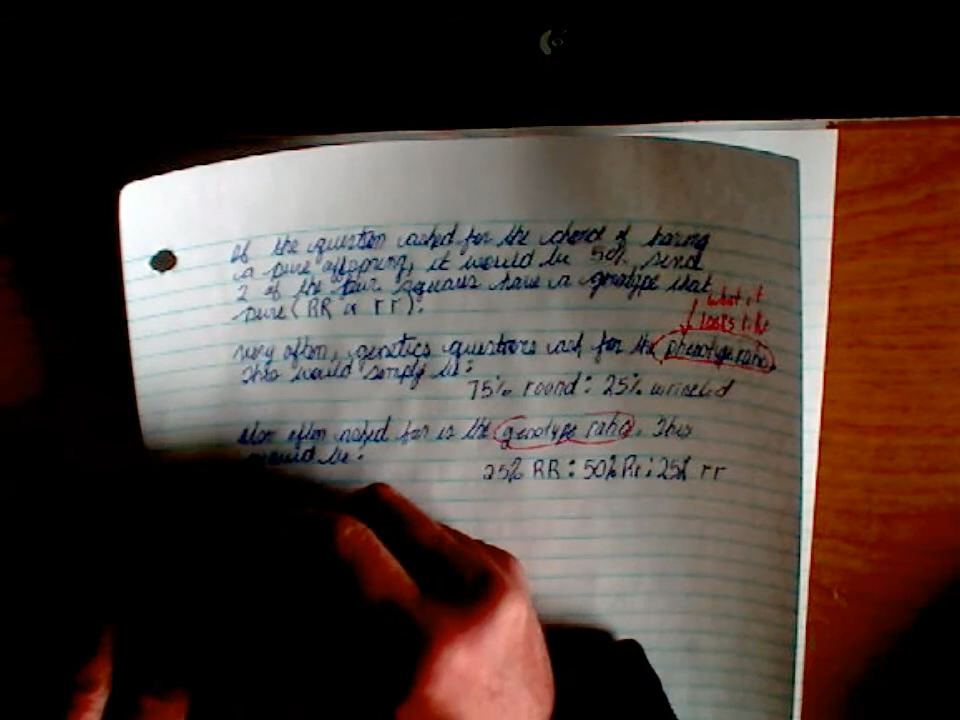 If the question asked for the chance of having
a pure offspring, it would be 50%, since
2 of the four squares have a genotype that
pure (RR or rr).
what it
looks like
very often, genetics questions ask for the phenotype ratio
this would simply be:
75% round : 25% wrinkled
also often asked for is the genotype ratio. This
would be:
25% RR : 50% Rr : 25% rr